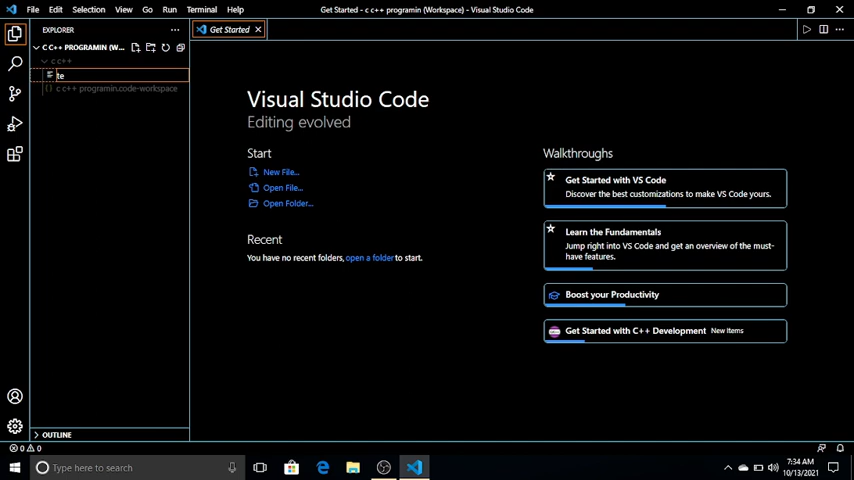 File Edit Selection View Go Run Terminal Help
Get Started - c c++ programin (Workspace) - Visual Studio Code
EXPLORER
Get Started
C C++ PROGRAMIN (W...
c c++
te
c c++ programin.code-workspace
Visual Studio Code
Editing evolved
Start
New File...
Open File...
Open Folder...
Recent
You have no recent folders, open a folder to start.
Walkthroughs
Get Started with VS Code
Discover the best customizations to make VS Code yours.
Learn the Fundamentals
Jump right into VS Code and get an overview of the must-
have features.
Boost your Productivity
Get Started with C++ Development New Items
OUTLINE
0 0
Type here to search
7:34 AM
10/13/2021